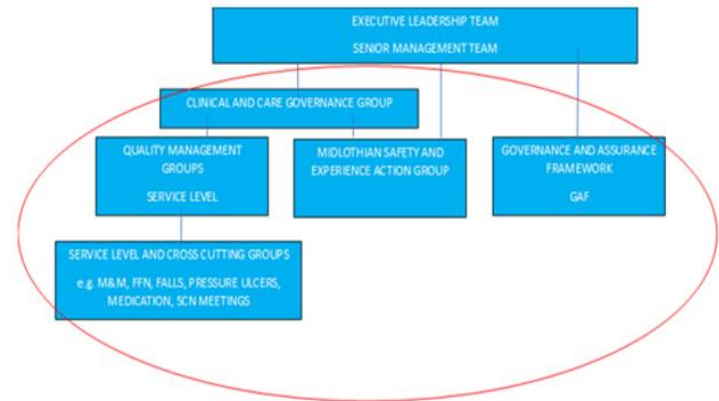 EXECUTIVE LEADERSHIP TEAM
SENIOR MANAGEMENT TEAM
CLINICAL AND CARE GOVERNANCE GROUP
QUALITY MANAGEMENT
GROUPS
SERVICE LEVEL
MIDLOTHIAN SAFETY AND
EXPERIENCE ACTION GROUP
GOVERNANCE AND ASSURANCE
FRAMEWORK
GAF
SERVICE LEVEL AND CROSS CUTTING GROUPS
e.g. M&M, FFN, FALLS, PRESSURE ULCERS,
MEDICATION, SCN MEETINGS